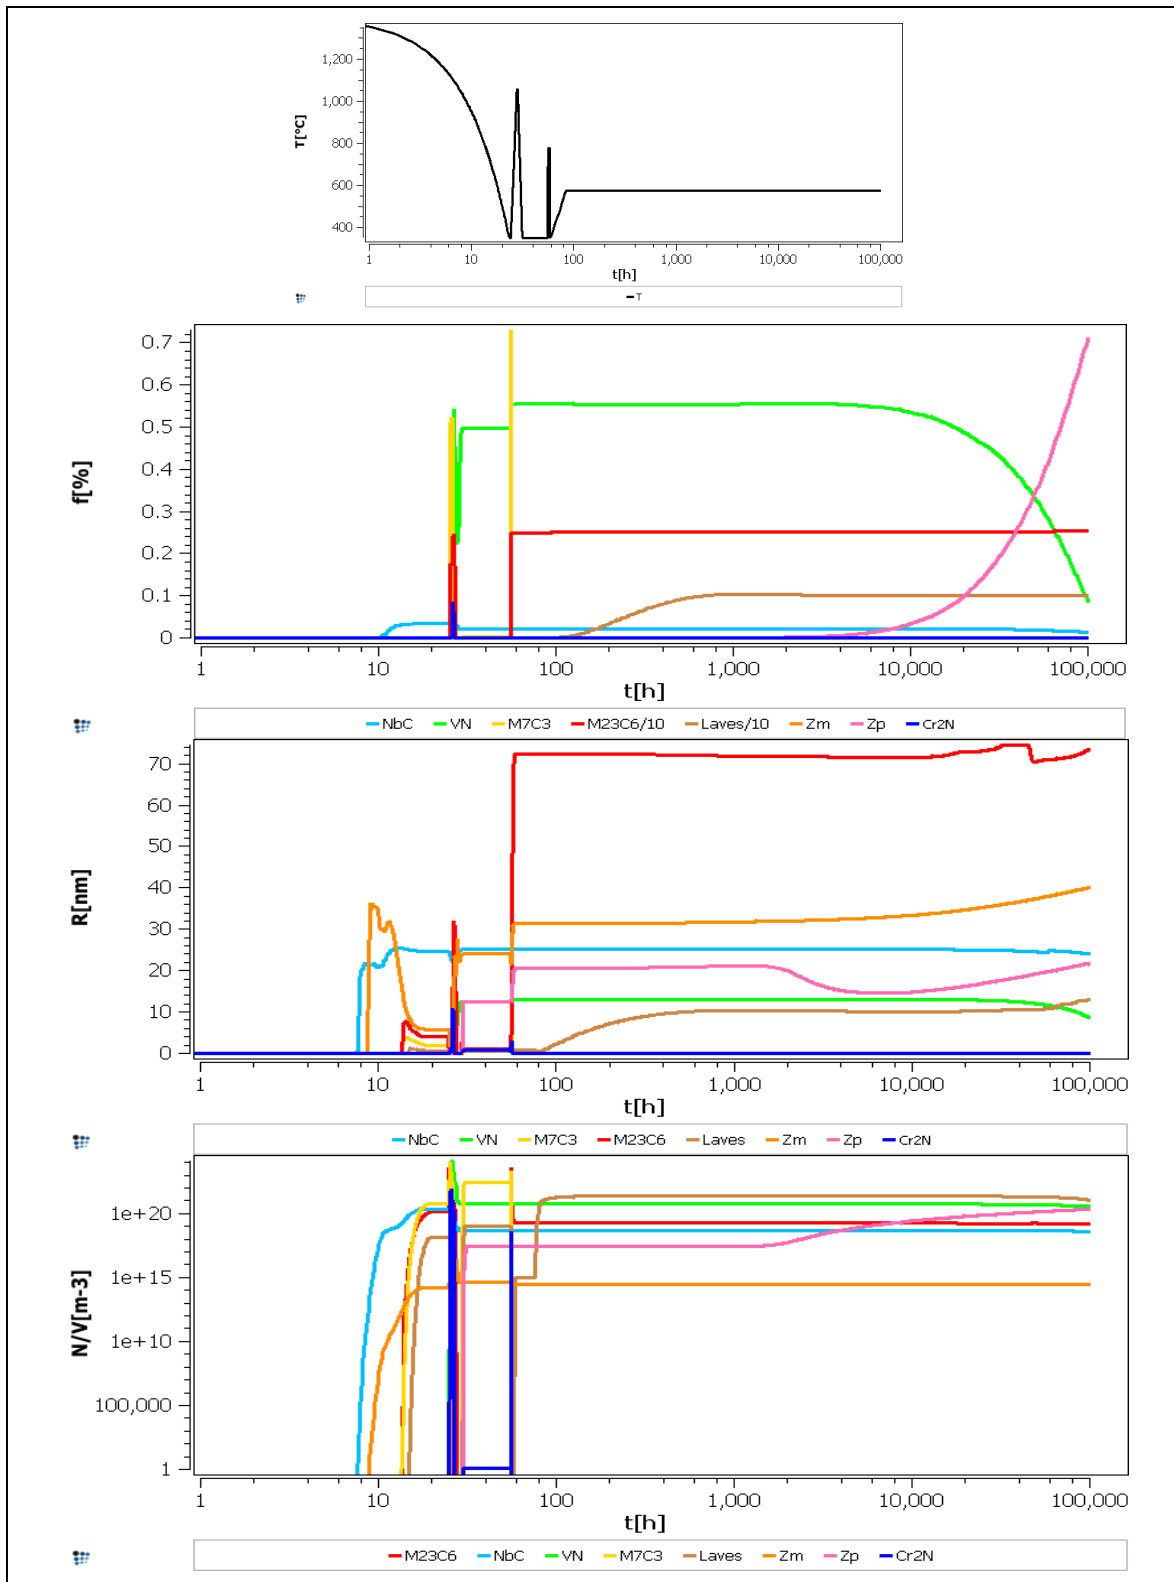 1,200
1,000
800
600
400
T[°C]
1 10 100 1,000 10,000 100,000
t[h]
T
0.7
0.6
0.5
0.4
0.3
0.2
0.1
0
f[%]
1 10 100 1,000 10,000 100,000
t[h]
NbC VN M7C3 M23C6/10 Laves/10 Zm Zp Cr2N
70
60
50
40
30
20
10
0
R[nm]
1 10 100 1,000 10,000 100,000
t[h]
NbC VN M7C3 M23C6 Laves Zm Zp Cr2N
1e+20
1e+15
1e+10
100,000
1
N/V[m-3]
1 10 100 1,000 10,000 100,000
t[h]
M23C6 NbC VN M7C3 Laves Zm Zp Cr2N